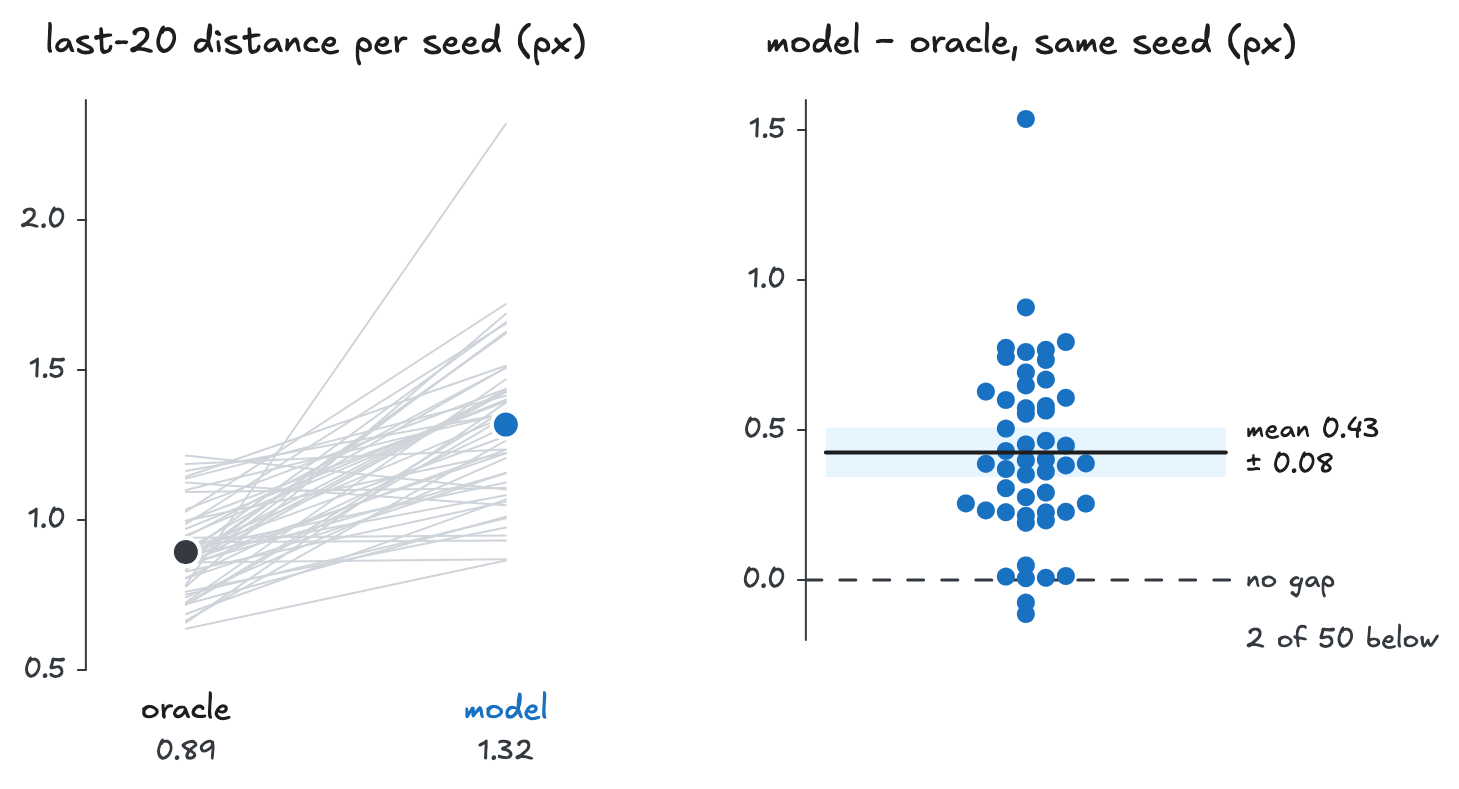 last-20 distance per seed (px)
2.0
1.5
1.0
0.5
oracle
0.89
model
1.32
model - oracle, same seed (px)
1.5
1.0
0.5
0.0
mean 0.43
± 0.08
no gap
2 of 50 below